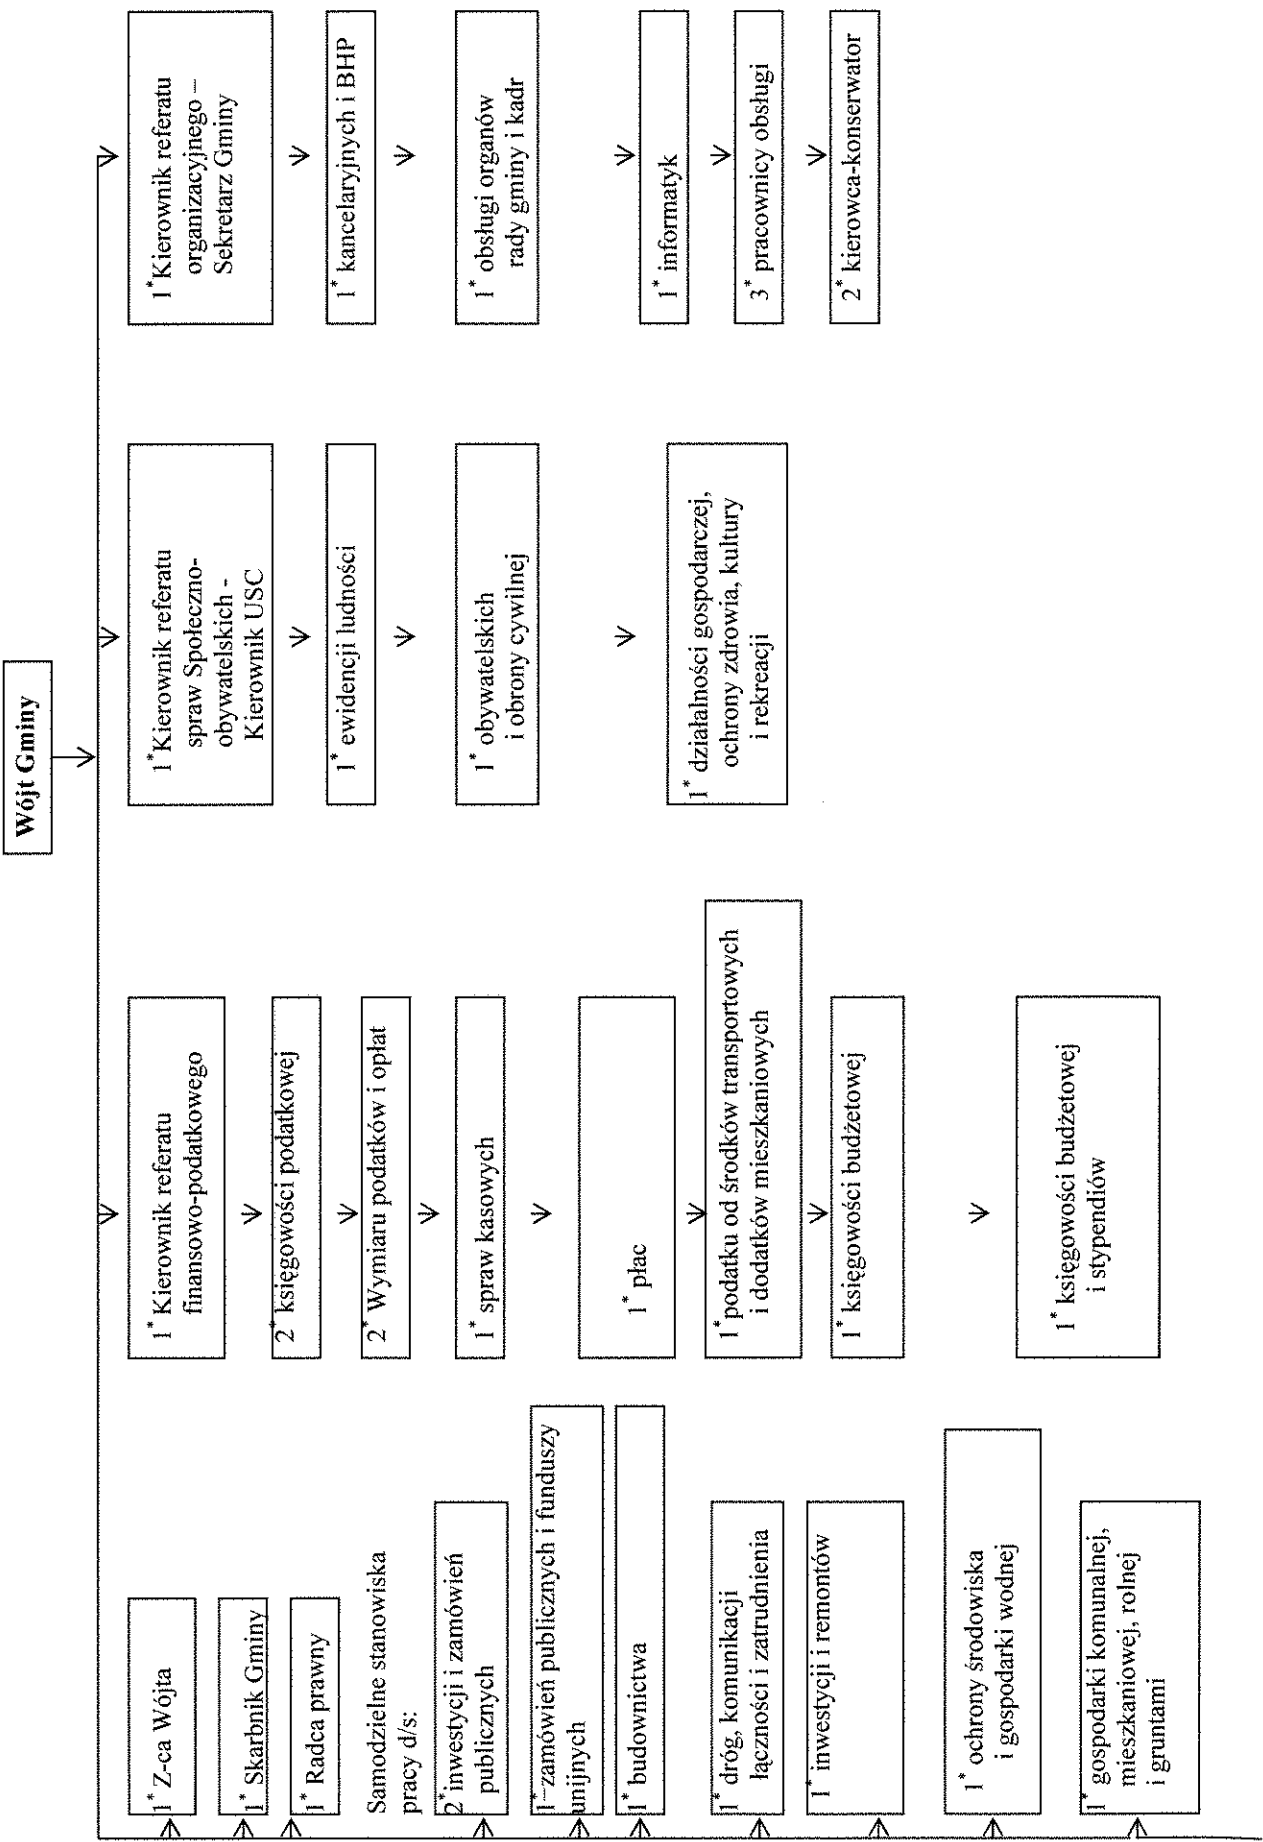 Wójt Gminy
1* Z-ca Wójta
1* Skarbnik Gminy
1* Radca prawny
Samodzielne stanowiska
pracy d/s:
2* inwestycji i zamówień
publicznych
1* zamówień publicznych i funduszy
unijnych
1* budownictwa
1* dróg, komunikacji
łączności i zatrudnienia
1* inwestycji i remontów
1* ochrony środowiska
i gospodarki wodnej
1* gospodarki komunalnej,
mieszkaniowej, rolnej
i gruntami
1* Kierownik referatu
finansowo-podatkowego
2* księgowości podatkowej
2* Wymiaru podatków i opłat
1* spraw kasowych
1* płac
1* podatku od środków transportowych
i dodatków mieszkaniowych
1* księgowości budżetowej
1* księgowości budżetowej
i stypendiów
1* Kierownik referatu
spraw Społeczno-
obywatelskich -
Kierownik USC
1* ewidencji ludności
1* obywatelskich
i obrony cywilnej
1* działalności gospodarczej,
ochrony zdrowia, kultury
i rekreacji
1* Kierownik referatu
organizacyjnego –
Sekretarz Gminy
1* kancelaryjnych i BHP
1* obsługi organów
rady gminy i kadr
1* informatyk
3* pracownicy obsługi
2* kierowca-konserwator